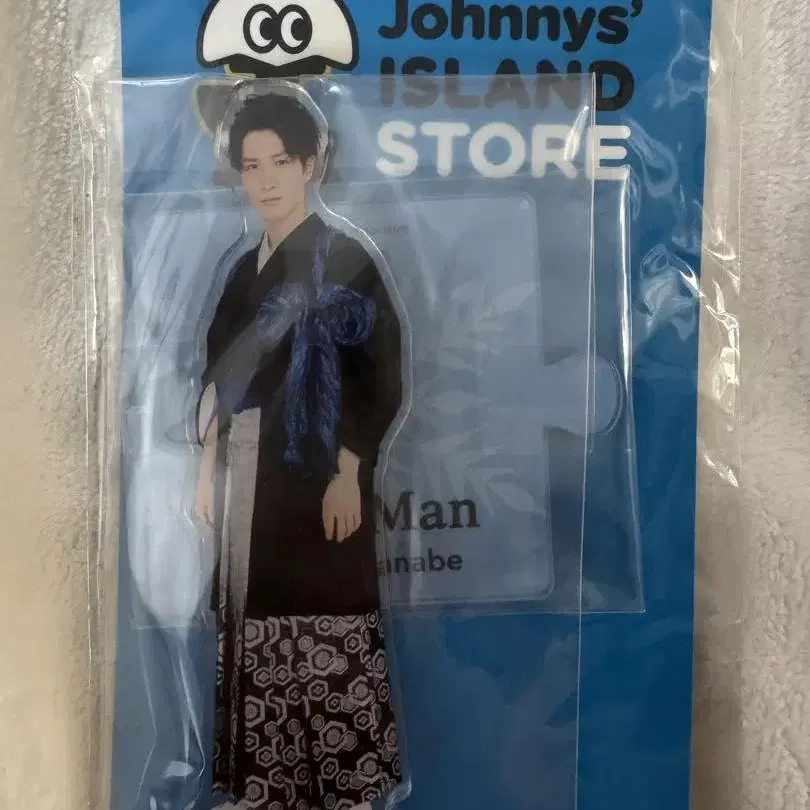 Johnnys'
ISLAND
STORE
Man
anabe